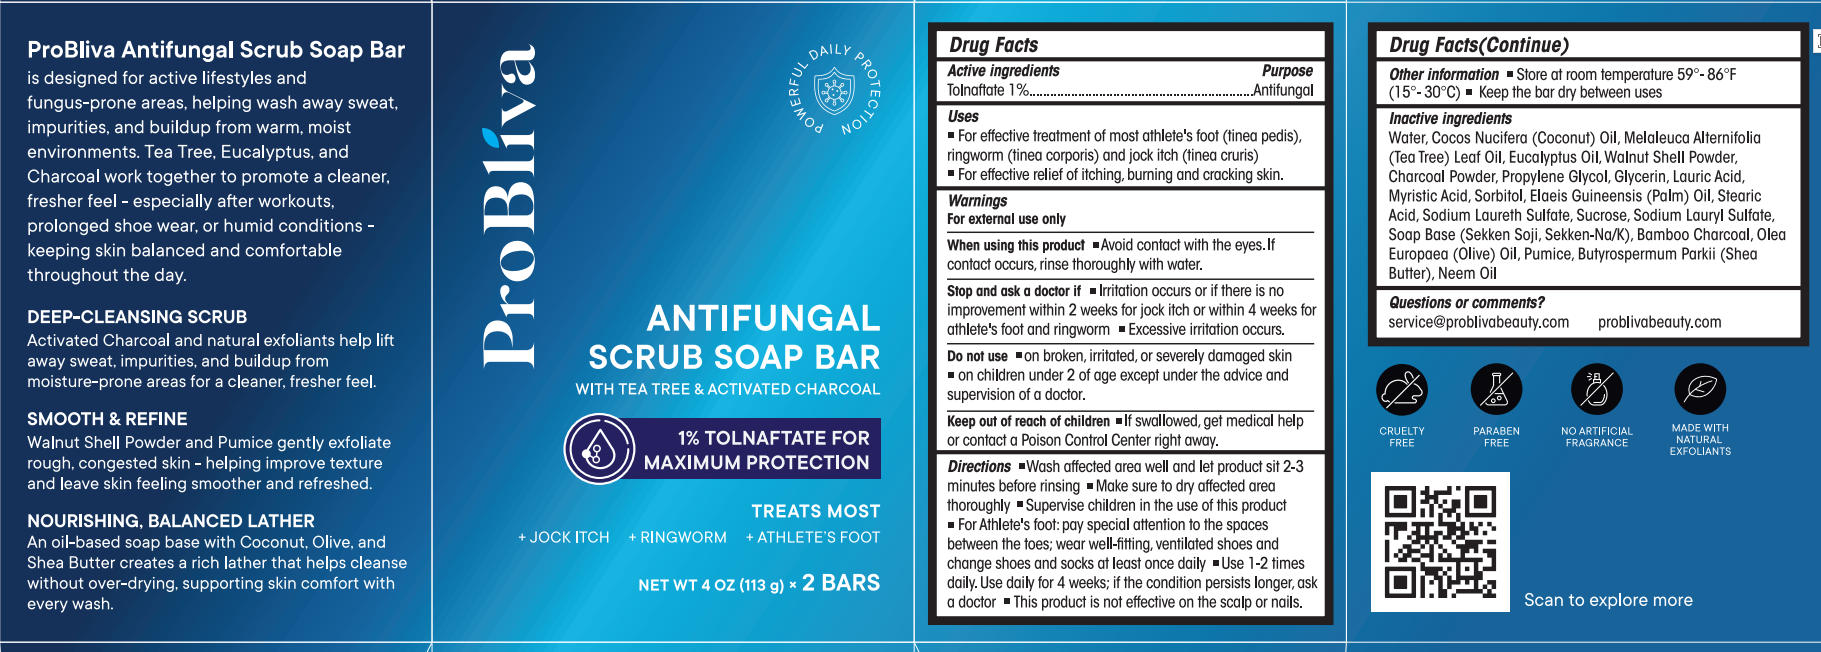 ProBliva Antifungal Scrub Soap Bar
is designed for active lifestyles and
fungus-prone areas, helping wash away sweat,
impurities, and buildup from warm, moist
environments. Tea Tree, Eucalyptus, and
Charcoal work together to promote a cleaner,
fresher feel - especially after workouts,
prolonged shoe wear, or humid conditions -
keeping skin balanced and comfortable
throughout the day.
DEEP-CLEANSING SCRUB
Activated Charcoal and natural exfoliants help lift
away sweat, impurities, and buildup from
moisture-prone areas for a cleaner, fresher feel.
SMOOTH & REFINE
Walnut Shell Powder and Pumice gently exfoliate
rough, congested skin - helping improve texture
and leave skin feeling smoother and refreshed.
NOURISHING, BALANCED LATHER
An oil-based soap base with Coconut, Olive, and
Shea Butter creates a rich lather that helps cleanse
without over-drying, supporting skin comfort with
every wash.
ProBliva
POWERFUL DAILY PROTECTION
ANTIFUNGAL
SCRUB SOAP BAR
WITH TEA TREE & ACTIVATED CHARCOAL
1% TOLNAFTATE FOR
MAXIMUM PROTECTION
TREATS MOST
+ JOCK ITCH + RINGWORM + ATHLETE'S FOOT
NET WT 4 OZ (113 g) × 2 BARS
Drug Facts
Active ingredients Purpose
Tolnaftate 1%......................................................Antifungal
Uses
▪ For effective treatment of most athlete's foot (tinea pedis),
ringworm (tinea corporis) and jock itch (tinea cruris)
▪ For effective relief of itching, burning and cracking skin.
Warnings
For external use only
When using this product ▪ Avoid contact with the eyes. If
contact occurs, rinse thoroughly with water.
Stop and ask a doctor if ▪ Irritation occurs or if there is no
improvement within 2 weeks for jock itch or within 4 weeks for
athlete's foot and ringworm ▪ Excessive irritation occurs.
Do not use ▪ on broken, irritated, or severely damaged skin
▪ on children under 2 of age except under the advice and
supervision of a doctor.
Keep out of reach of children ▪ If swallowed, get medical help
or contact a Poison Control Center right away.
Directions ▪ Wash affected area well and let product sit 2-3
minutes before rinsing ▪ Make sure to dry affected area
thoroughly ▪ Supervise children in the use of this product
▪ For Athlete's foot: pay special attention to the spaces
between the toes; wear well-fitting, ventilated shoes and
change shoes and socks at least once daily ▪ Use 1-2 times
daily. Use daily for 4 weeks; if the condition persists longer, ask
a doctor ▪ This product is not effective on the scalp or nails.
Drug Facts(Continue)
Other information ▪ Store at room temperature 59°- 86°F
(15°- 30°C) ▪ Keep the bar dry between uses
Inactive ingredients
Water, Cocos Nucifera (Coconut) Oil, Melaleuca Alternifolia
(Tea Tree) Leaf Oil, Eucalyptus Oil, Walnut Shell Powder,
Charcoal Powder, Propylene Glycol, Glycerin, Lauric Acid,
Myristic Acid, Sorbitol, Elaeis Guineensis (Palm) Oil, Stearic
Acid, Sodium Laureth Sulfate, Sucrose, Sodium Lauryl Sulfate,
Soap Base (Sekken Soji, Sekken-Na/K), Bamboo Charcoal, Olea
Europaea (Olive) Oil, Pumice, Butyrospermum Parkii (Shea
Butter), Neem Oil
Questions or comments?
service@problivabeauty.com problivabeauty.com
CRUELTY
FREE
PARABEN
FREE
NO ARTIFICIAL
FRAGRANCE
MADE WITH
NATURAL
EXFOLIANTS
Scan to explore more